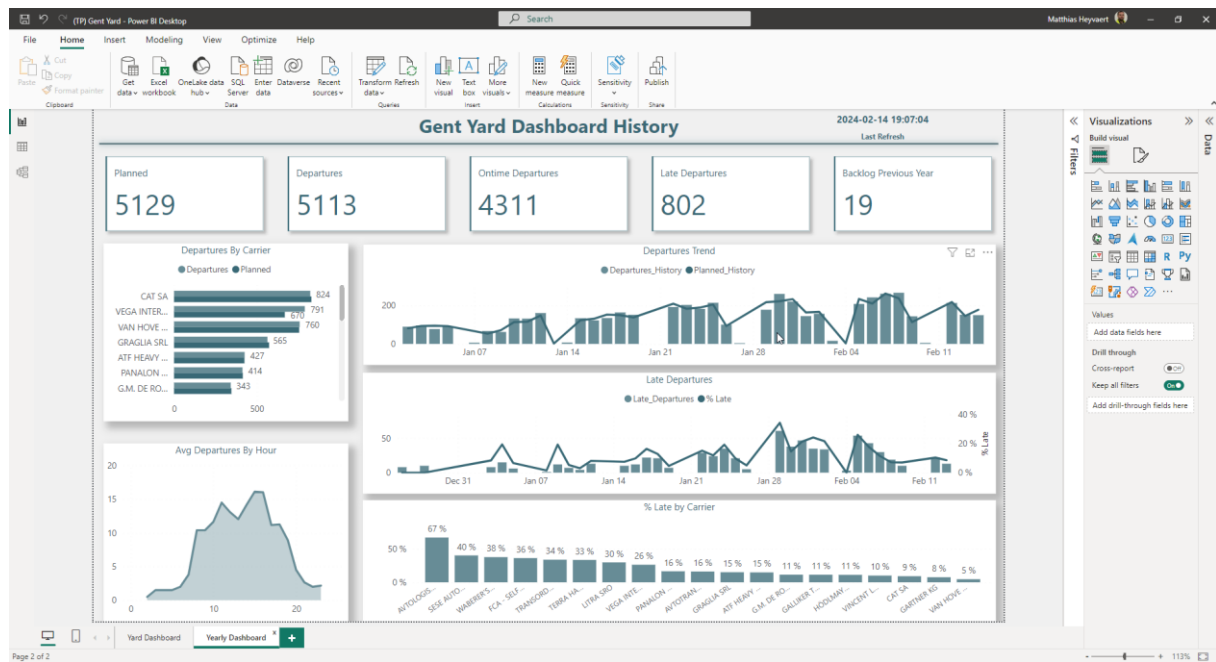 (TP) Gent Yard - Power BI Desktop
Search
Matthias Heyvaert
File Home Insert Modeling View Optimize Help
Paste
Cut
Copy
Format painter
Get data
Excel workbook
OneLake data hub
SQL Server
Enter data
Dataverse
Recent sources
Transform data
Refresh
New visual
Text box
More visuals
New measure
Quick measure
Sensitivity
Publish
Clipboard Data Queries Insert Calculations Sensitivity Share
Gent Yard Dashboard History
2024-02-14 19:07:04
Last Refresh
Planned
5129
Departures
5113
Ontime Departures
4311
Late Departures
802
Backlog Previous Year
19
Departures By Carrier
Departures Planned
CAT SA 824
VEGA INTER... 791
670
VAN HOVE ... 760
GRAGLIA SRL 565
ATF HEAVY ... 427
PANALON ... 414
G.M. DE RO... 343
0 500
Departures Trend
Departures_History Planned_History
200
0
Jan 07 Jan 14 Jan 21 Jan 28 Feb 04 Feb 11
Late Departures
Late_Departures % Late
40 %
50
20 %
0
0 %
% Late
Dec 31 Jan 07 Jan 14 Jan 21 Jan 28 Feb 04 Feb 11
Avg Departures By Hour
20
15
10
5
0
0 10 20
% Late by Carrier
50 %
0 %
67 % 40 % 38 % 36 % 34 % 33 % 30 % 26 % 16 % 16 % 15 % 15 % 11 % 11 % 11 % 10 % 9 % 8 % 5 %
AVTOLOGIS...
SESE AUTO...
WABERER'S...
FCA - SELF...
TRANSORO...
TERRA HA...
LITRA SRO
VEGA INTE...
PANALON ...
AVTOTRAN...
GRAGLIA SRL
ATF HEAVY ...
G.M. DE RO...
GALLIKER T...
HÖDLMAY...
VINCENT L...
CAT SA
GARTNER KG
VAN HOVE ...
Filters
Visualizations
Build visual
R Py
Values
Add data fields here
Drill through
Cross-report Off
Keep all filters On
Add drill-through fields here
Data
Yard Dashboard
Yearly Dashboard
Page 2 of 2
113%